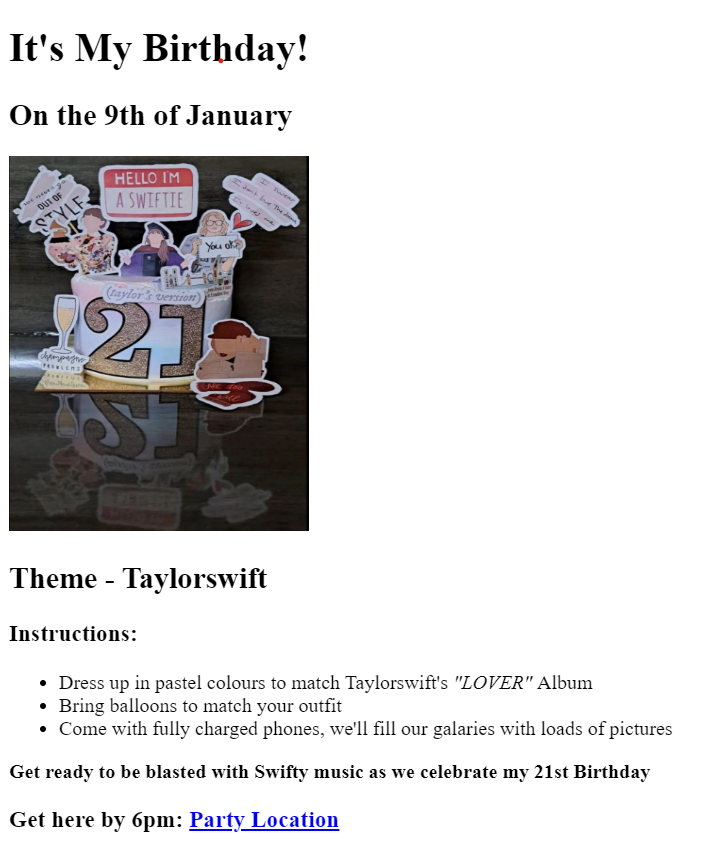 It's My Birthday!
On the 9th of January
HELLO I'M
A SWIFTIE
OUT OF
STYLE
You ok?
(taylor's version)
21
champagne
PROBLEMS
Theme - Taylorswift
Instructions:
Dress up in pastel colours to match Taylorswift's "LOVER" Album
Bring balloons to match your outfit
Come with fully charged phones, we'll fill our galaries with loads of pictures
Get ready to be blasted with Swifty music as we celebrate my 21st Birthday
Get here by 6pm: Party Location